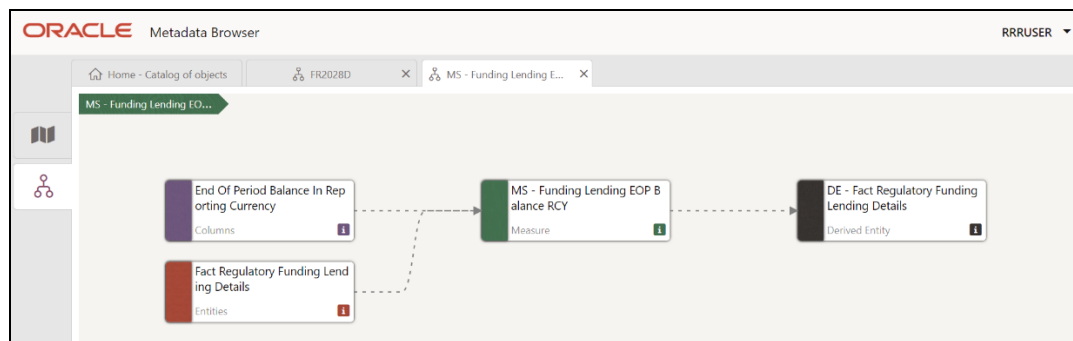 ORACLE Metadata Browser
RRRUSER
Home - Catalog of objects
FR2028D
MS - Funding Lending E...
MS - Funding Lending EO...
End Of Period Balance In Rep
orting Currency
Columns
MS - Funding Lending EOP B
alance RCY
Measure
DE - Fact Regulatory Funding
Lending Details
Derived Entity
Fact Regulatory Funding Lend
ing Details
Entities